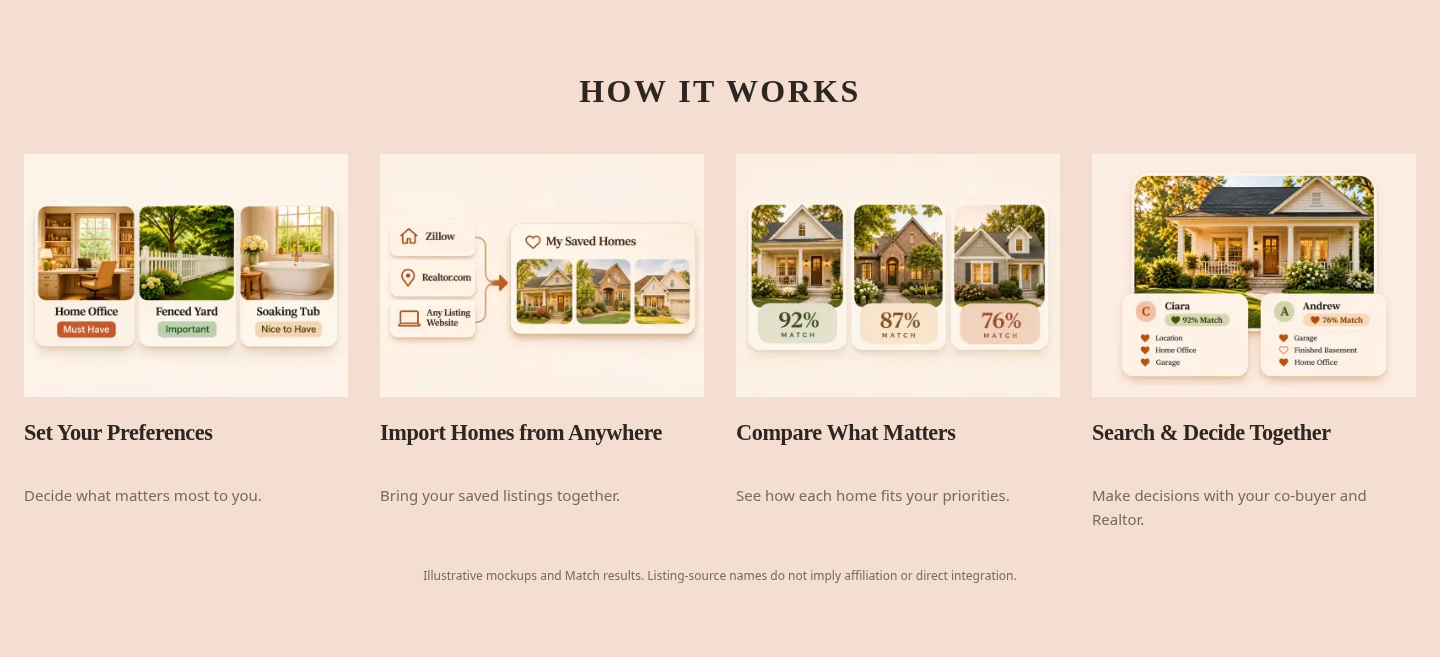 HOW IT WORKS
Home Office
Must Have
Fenced Yard
Important
Soaking Tub
Nice to Have
Set Your Preferences
Decide what matters most to you.
Zillow
Realtor.com
Any Listing
Website
My Saved Homes
Import Homes from Anywhere
Bring your saved listings together.
92%
MATCH
87%
MATCH
76%
MATCH
Compare What Matters
See how each home fits your priorities.
C
Ciara
92% Match
Location
Home Office
Garage
A
Andrew
76% Match
Garage
Finished Basement
Home Office
Search & Decide Together
Make decisions with your co-buyer and
Realtor.
Illustrative mockups and Match results. Listing-source names do not imply affiliation or direct integration.